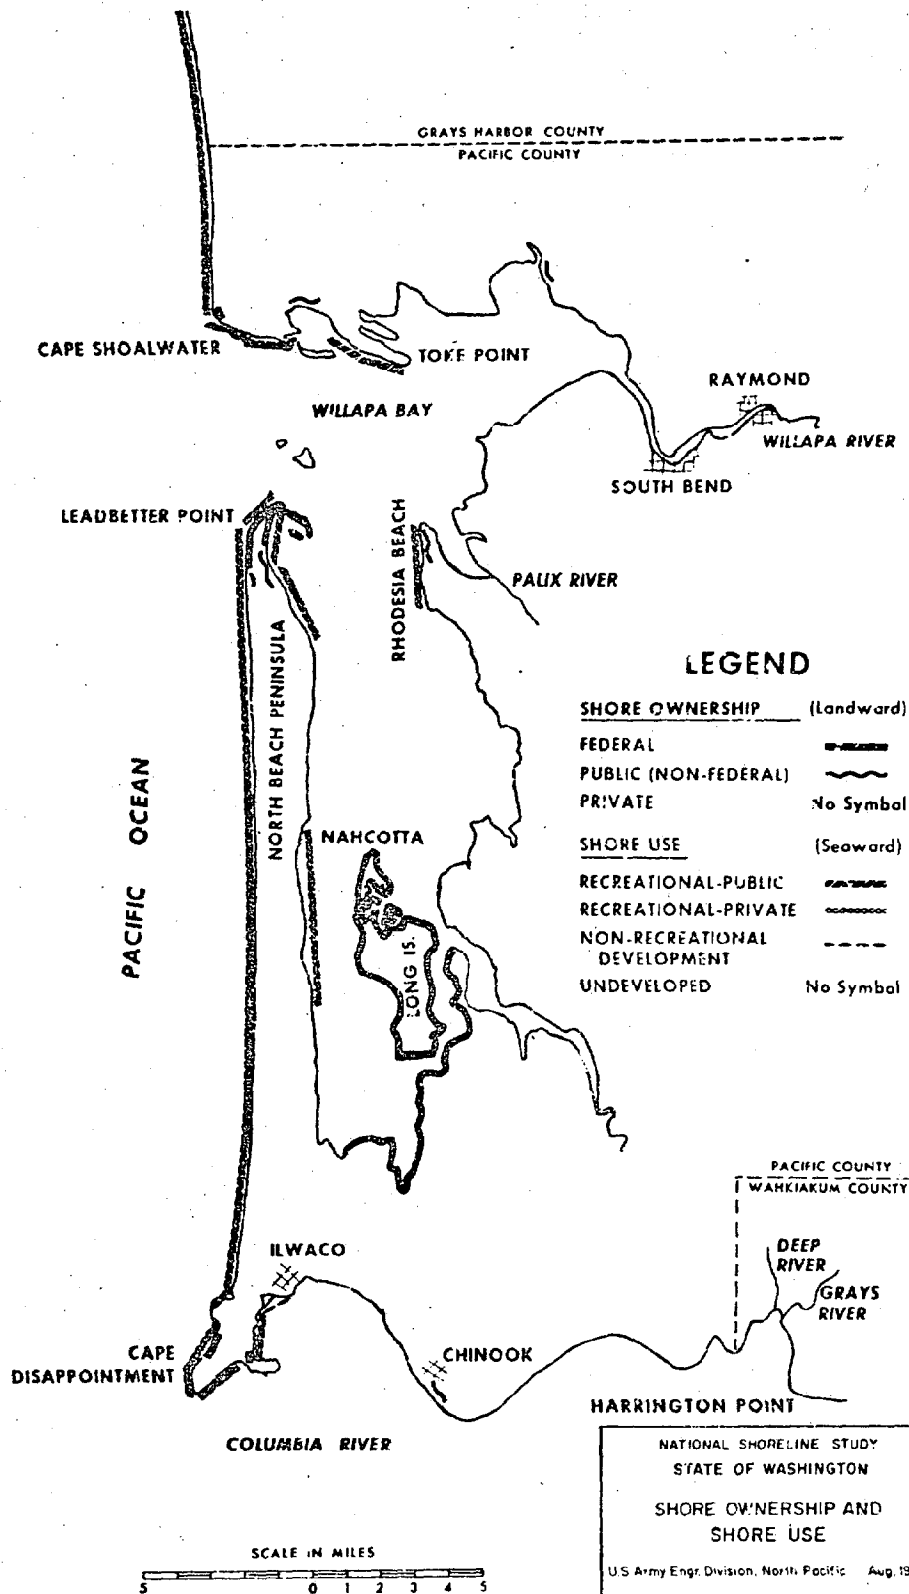 GRAYS HARBOR COUNTY
PACIFIC COUNTY
CAPE SHOALWATER
TOKE POINT
RAYMOND
WILLAPA BAY
WILLAPA RIVER
SOUTH BEND
LEADBETTER POINT
RHODESIA BEACH
PALIX RIVER
NORTH BEACH PENINSULA
LEGEND
SHORE OWNERSHIP (Landward)
FEDERAL
PUBLIC (NON-FEDERAL)
PRIVATE No Symbol
SHORE USE (Seaward)
RECREATIONAL-PUBLIC
RECREATIONAL-PRIVATE
NON-RECREATIONAL
DEVELOPMENT
UNDEVELOPED No Symbol
PACIFIC OCEAN
NAHCOTTA
LONG IS.
PACIFIC COUNTY
WAHKIAKUM COUNTY
ILWACO
DEEP
RIVER
GRAYS
RIVER
CAPE
DISAPPOINTMENT
CHINOOK
HARRINGTON POINT
COLUMBIA RIVER
NATIONAL SHORELINE STUDY
STATE OF WASHINGTON
SHORE OWNERSHIP AND
SHORE USE
U.S Army Engr. Division, North Pacific Aug. 19
SCALE IN MILES
5 0 1 2 3 4 5